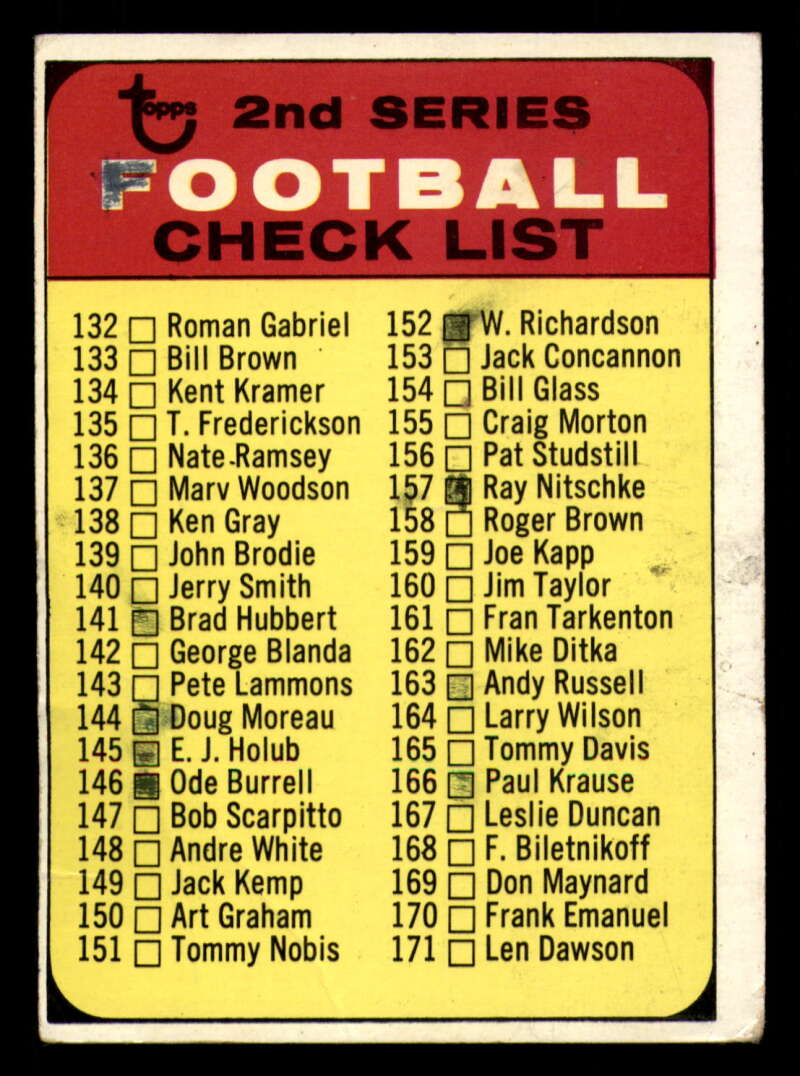 topps 2nd SERIES
FOOTBALL
CHECK LIST
132 Roman Gabriel
133 Bill Brown
134 Kent Kramer
135 T. Frederickson
136 Nate Ramsey
137 Marv Woodson
138 Ken Gray
139 John Brodie
140 Jerry Smith
141 Brad Hubbert
142 George Blanda
143 Pete Lammons
144 Doug Moreau
145 E. J. Holub
146 Ode Burrell
147 Bob Scarpitto
148 Andre White
149 Jack Kemp
150 Art Graham
151 Tommy Nobis
152 W. Richardson
153 Jack Concannon
154 Bill Glass
155 Craig Morton
156 Pat Studstill
157 Ray Nitschke
158 Roger Brown
159 Joe Kapp
160 Jim Taylor
161 Fran Tarkenton
162 Mike Ditka
163 Andy Russell
164 Larry Wilson
165 Tommy Davis
166 Paul Krause
167 Leslie Duncan
168 F. Biletnikoff
169 Don Maynard
170 Frank Emanuel
171 Len Dawson